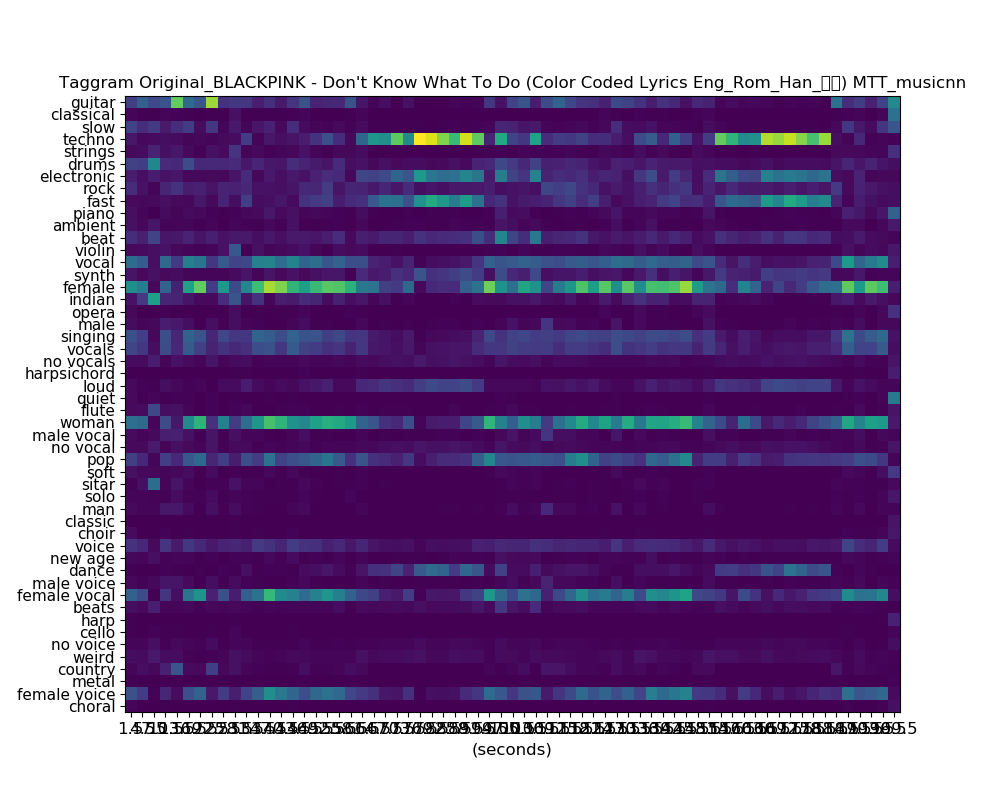 Taggram Original_BLACKPINK - Don't Know What To Do (Color Coded Lyrics Eng_Rom_Han_▯▯) MTT_musicnn
guitar
classical
slow
techno
strings
drums
electronic
rock
fast
piano
ambient
beat
violin
vocal
synth
female
indian
opera
male
singing
vocals
no vocals
harpsichord
loud
quiet
flute
woman
male vocal
no vocal
pop
soft
sitar
solo
man
classic
choir
voice
new age
dance
male voice
female vocal
beats
harp
cello
no voice
weird
country
metal
female voice
choral
(seconds)